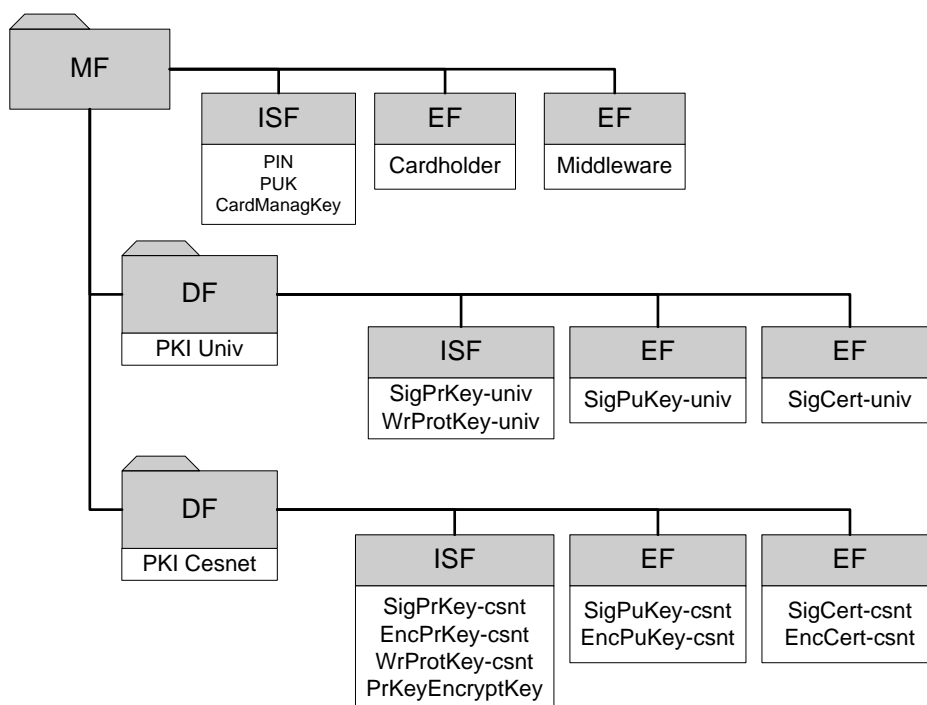 MF
ISF
PIN
PUK
CardManagKey
EF
Cardholder
EF
Middleware
DF
PKI Univ
ISF
SigPrKey-univ
WrProtKey-univ
EF
SigPuKey-univ
EF
SigCert-univ
DF
PKI Cesnet
ISF
SigPrKey-csnt
EncPrKey-csnt
WrProtKey-csnt
PrKeyEncryptKey
EF
SigPuKey-csnt
EncPuKey-csnt
EF
SigCert-csnt
EncCert-csnt